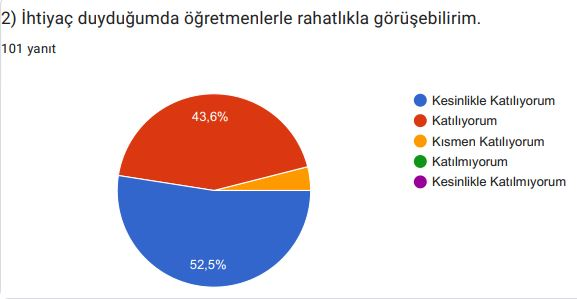 2) İhtiyaç duyduğumda öğretmenlerle rahatlıkla görüşebilirim.
101 yanıt
43,6%
52,5%
Kesinlikle Katılıyorum
Katılıyorum
Kısmen Katılıyorum
Katılmıyorum
Kesinlikle Katılmıyorum